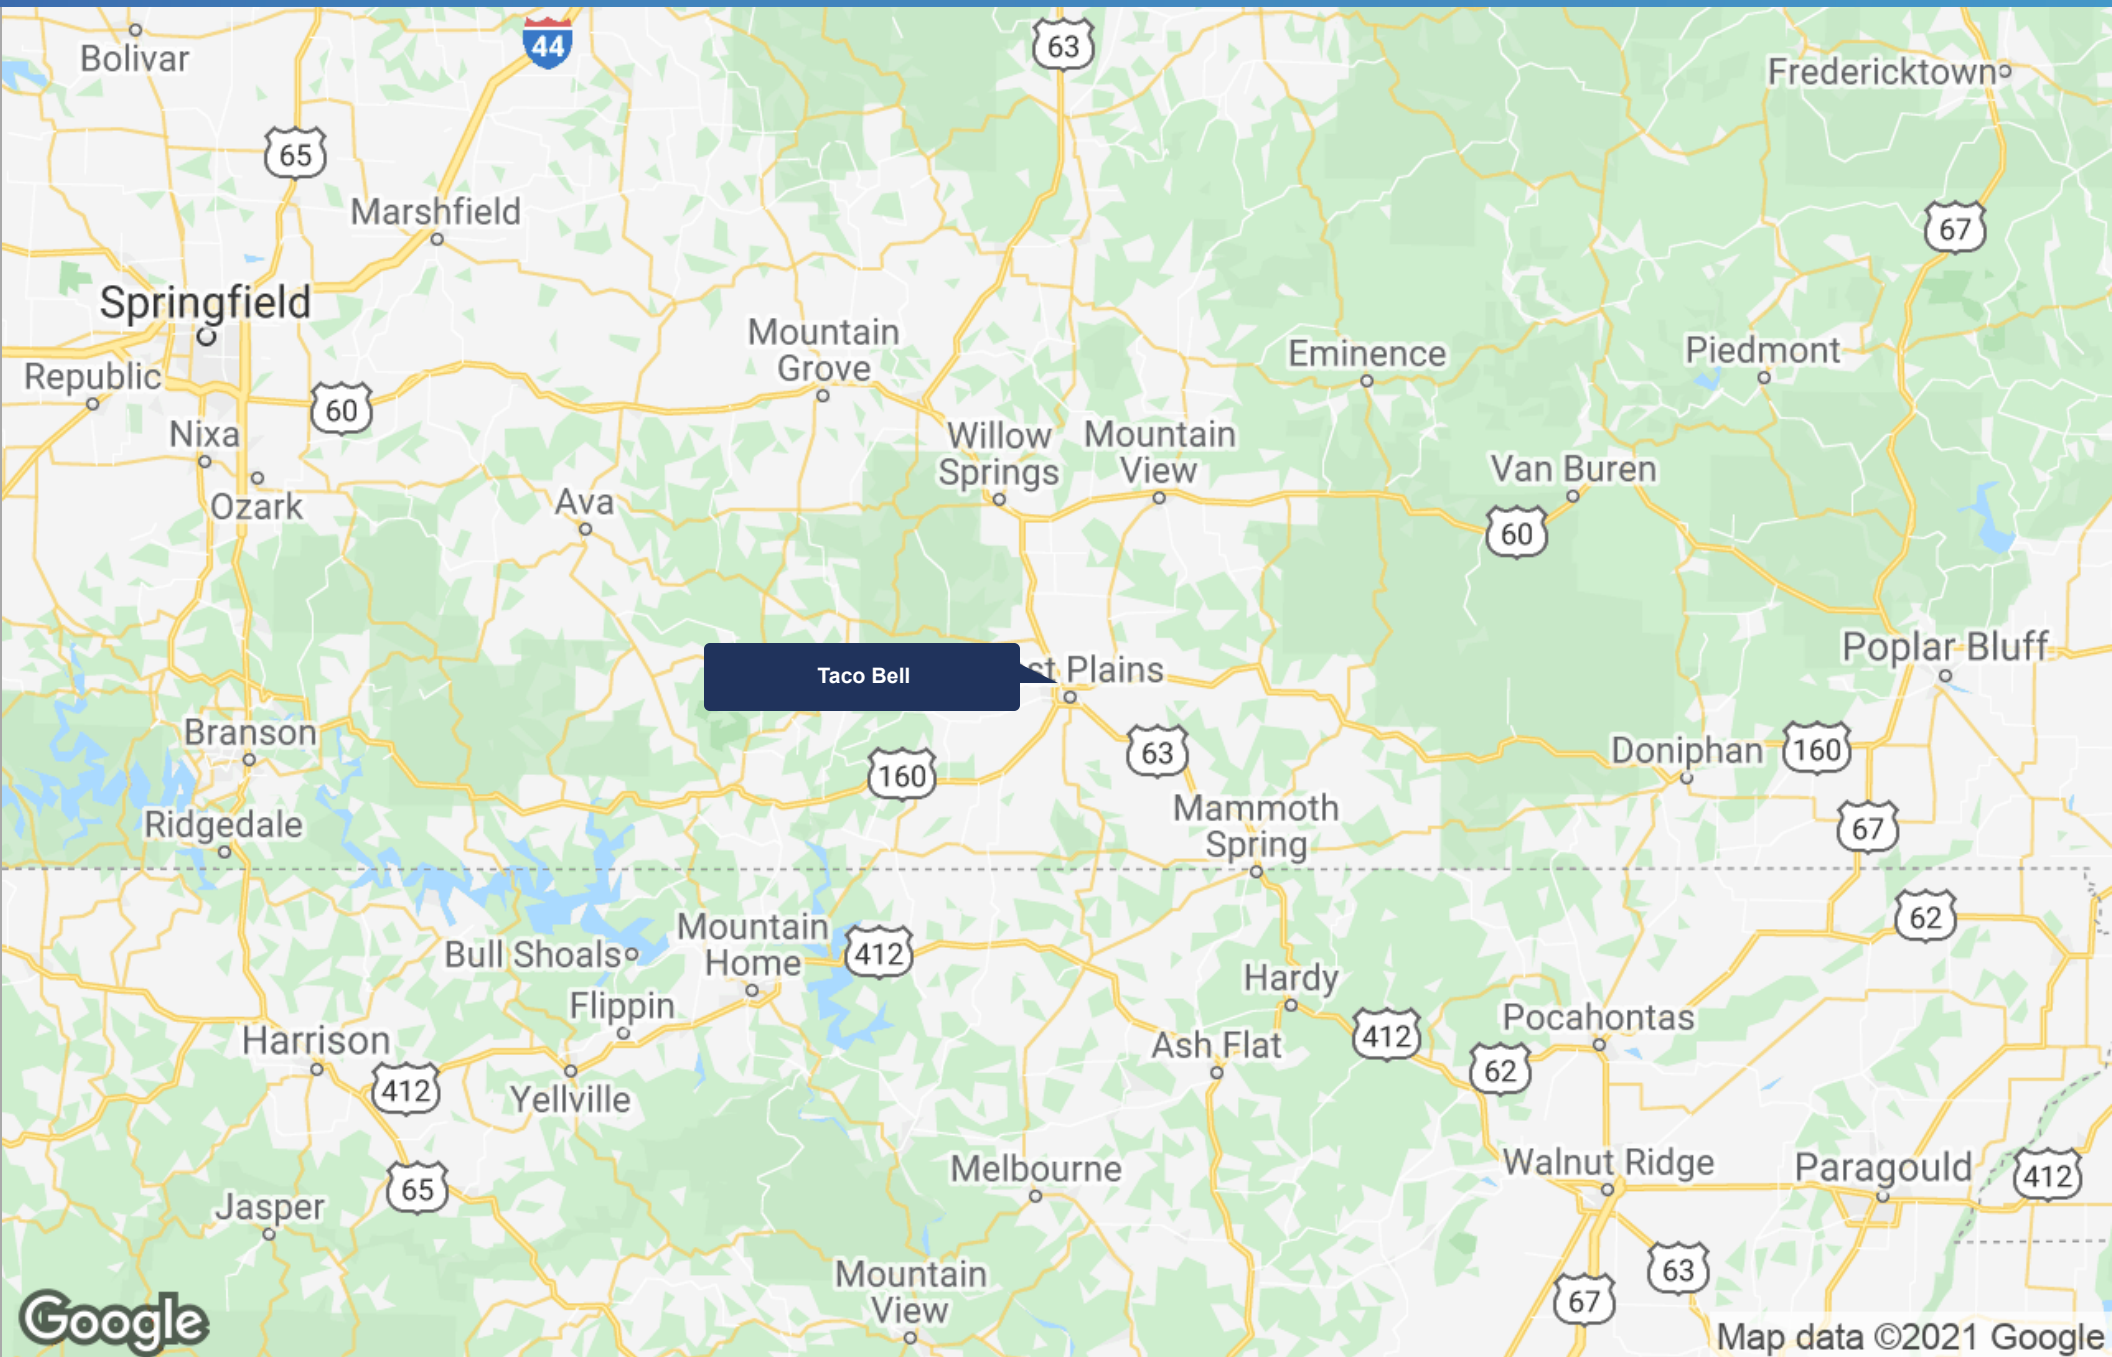 Bolivar
44
63
Fredericktown
65
Marshfield
67
Springfield
Mountain
Grove
Eminence
Piedmont
Republic
60
Nixa
Willow
Springs
Mountain
View
Van Buren
Ozark
Ava
60
Poplar Bluff
Taco Bell
st Plains
Branson
63
160
Doniphan
160
Ridgedale
Mammoth
Spring
67
62
Bull Shoals
Mountain
Home
412
Hardy
Flippin
Pocahontas
Harrison
412
Ash Flat
412
62
Yellville
Melbourne
Walnut Ridge
Paragould
412
65
Jasper
Mountain
View
63
67
Google
Map data ©2021 Google